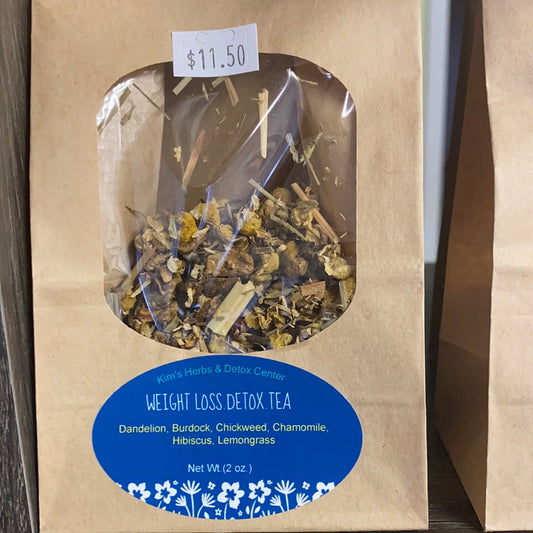 $11.50
Kim's Herbs & Detox Center
WEIGHT LOSS.DETOX.TEA
Dandelion, Burdock, Chickweed, Chamomile,
Hibiscus, Lemongrass
Net Wt.(2 oz.)